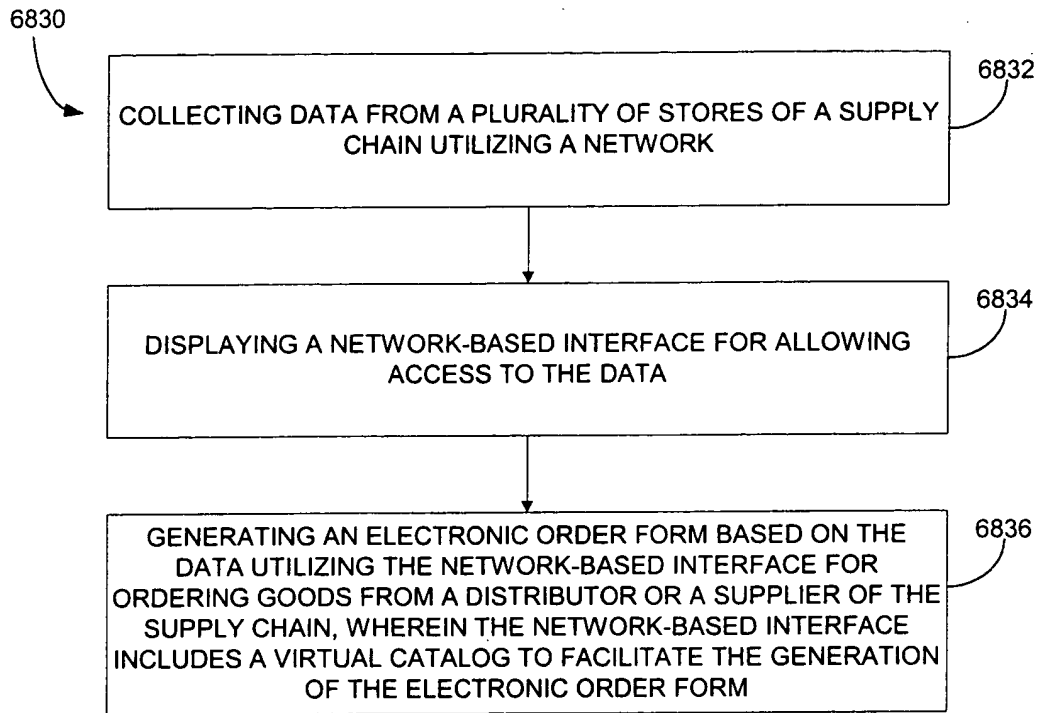 6830
6832
COLLECTING DATA FROM A PLURALITY OF STORES OF A SUPPLY
CHAIN UTILIZING A NETWORK
6834
DISPLAYING A NETWORK-BASED INTERFACE FOR ALLOWING
ACCESS TO THE DATA
6836
GENERATING AN ELECTRONIC ORDER FORM BASED ON THE
DATA UTILIZING THE NETWORK-BASED INTERFACE FOR
ORDERING GOODS FROM A DISTRIBUTOR OR A SUPPLIER OF THE
SUPPLY CHAIN, WHEREIN THE NETWORK-BASED INTERFACE
INCLUDES A VIRTUAL CATALOG TO FACILITATE THE GENERATION
OF THE ELECTRONIC ORDER FORM